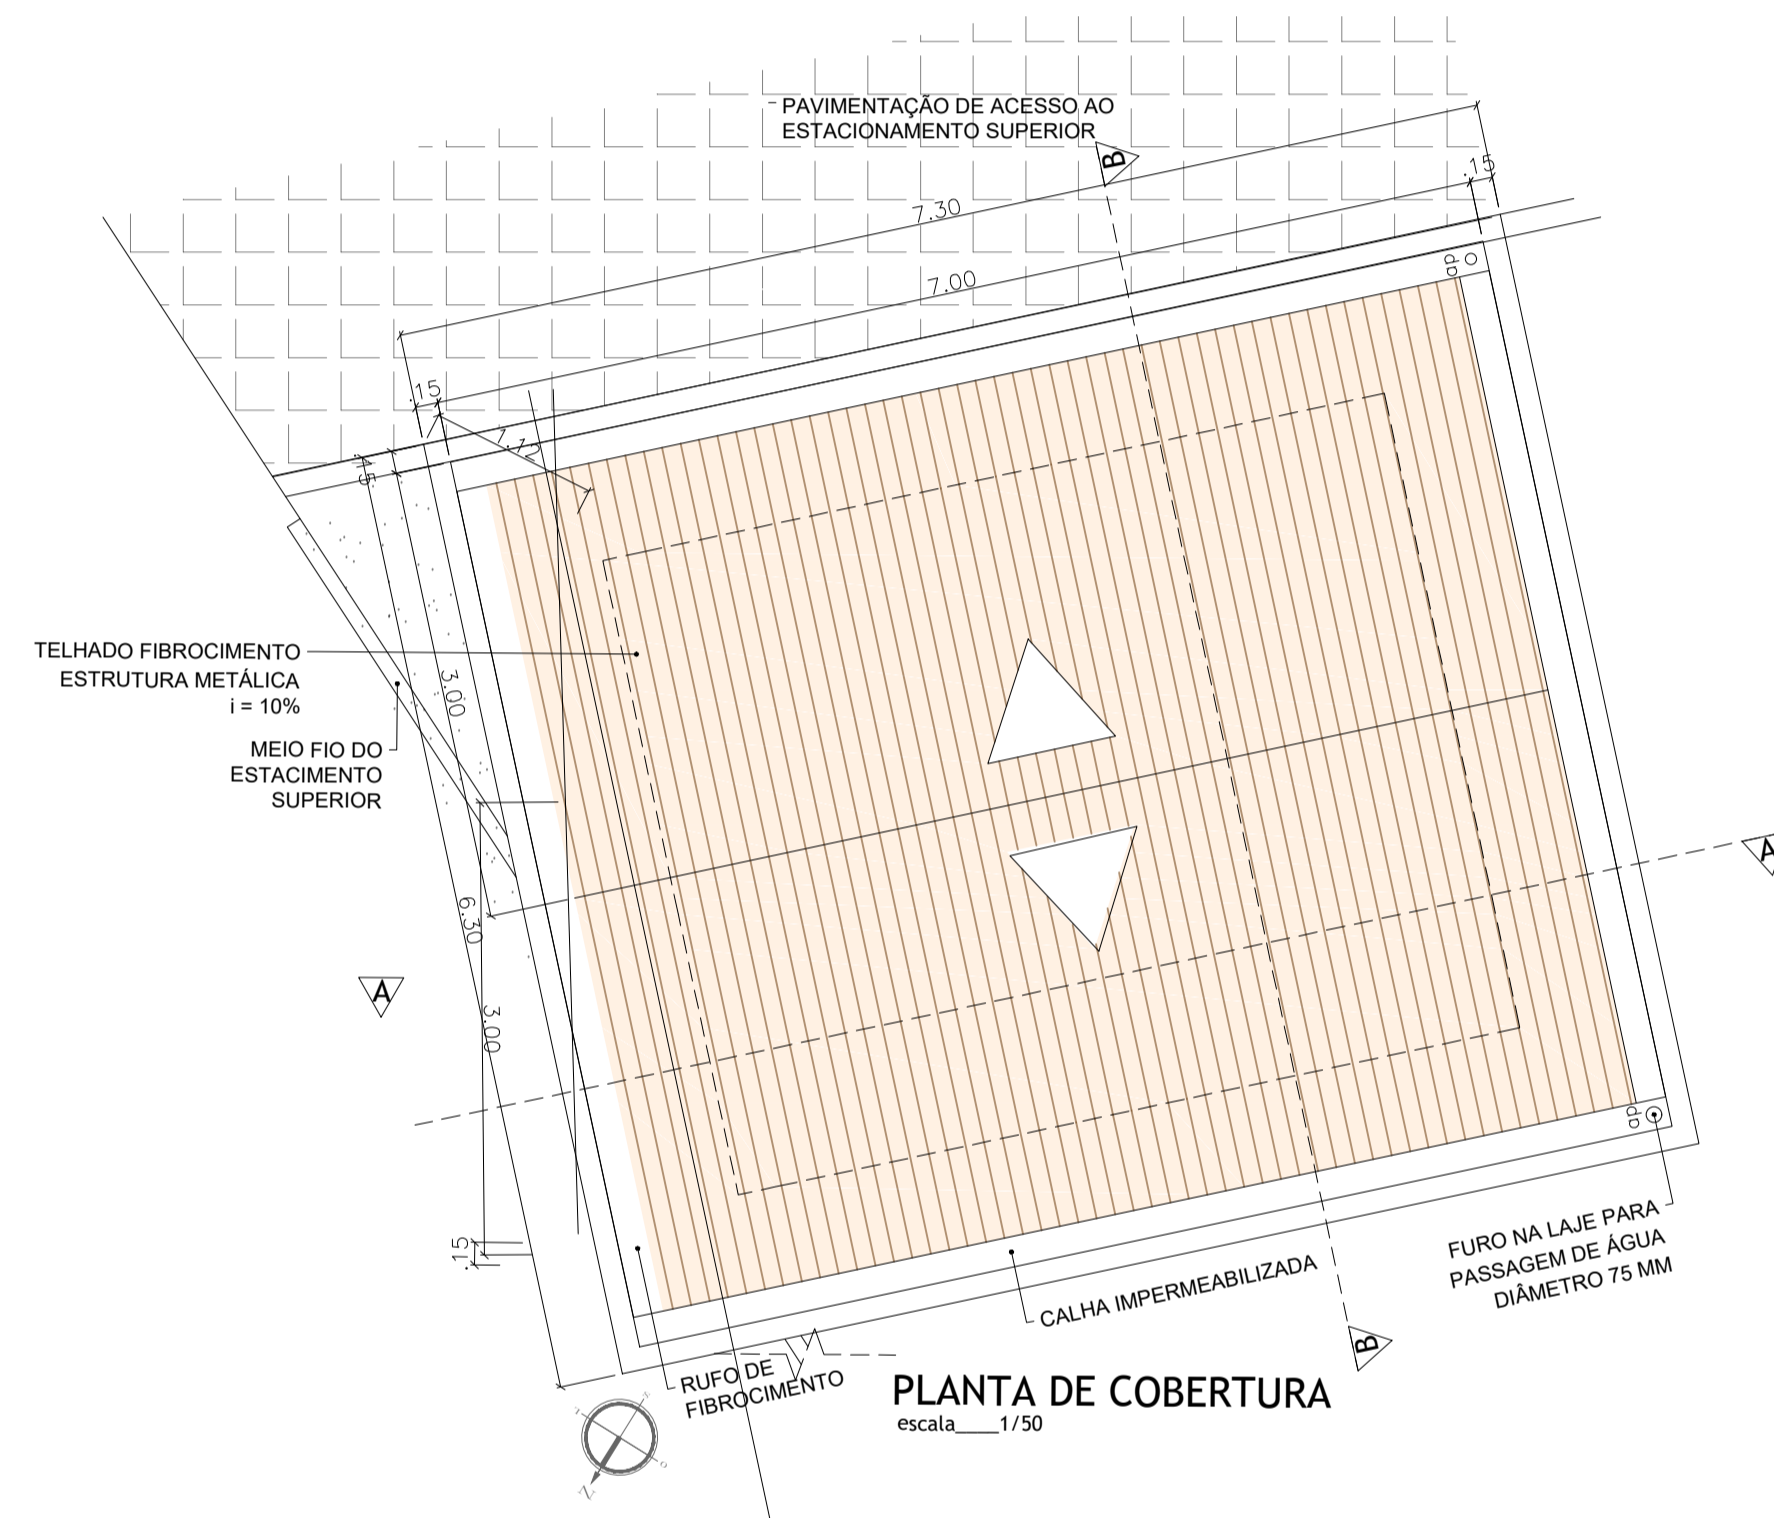 PAVIMENTAÇÃO DE ACESSO AO
ESTACIONAMENTO SUPERIOR
B
.15
7.30
7.00
dp
.15
1.12
.15
TELHADO FIBROCIMENTO
ESTRUTURA METÁLICA
i = 10%
3.00
MEIO FIO DO
ESTACIMENTO
SUPERIOR
A
6.30
A
3.00
dp
.15
FURO NA LAJE PARA
PASSAGEM DE ÁGUA
DIÂMETRO 75 MM
CALHA IMPERMEABILIZADA
B
RUFO DE
FIBROCIMENTO
PLANTA DE COBERTURA
escala____1/50
N